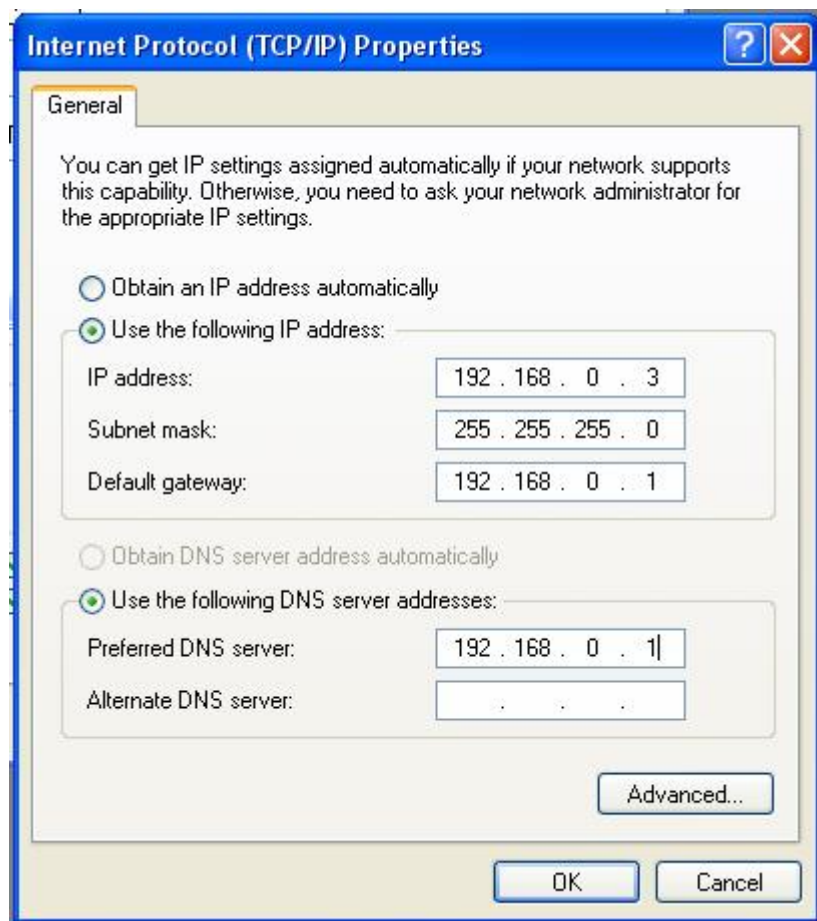 Internet Protocol (TCP/IP) Properties
General
You can get IP settings assigned automatically if your network supports
this capability. Otherwise, you need to ask your network administrator for
the appropriate IP settings.
Obtain an IP address automatically
Use the following IP address:
IP address: 192 . 168 . 0 . 3
Subnet mask: 255 . 255 . 255 . 0
Default gateway: 192 . 168 . 0 . 1
Obtain DNS server address automatically
Use the following DNS server addresses:
Preferred DNS server: 192 . 168 . 0 . 1
Alternate DNS server: . . .
Advanced...
OK Cancel